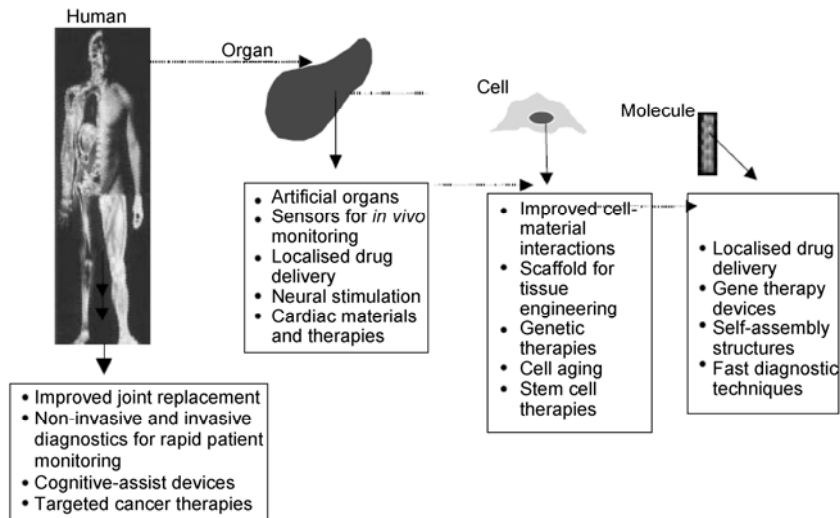 Human
Organ
Cell
Molecule
• Artificial organs
• Sensors for in vivo
monitoring
• Localised drug
delivery
• Neural stimulation
• Cardiac materials
and therapies
• Improved cell-
material
interactions
• Scaffold for
tissue
engineering
• Genetic
therapies
• Cell aging
• Stem cell
therapies
• Localised drug
delivery
• Gene therapy
devices
• Self-assembly
structures
• Fast diagnostic
techniques
• Improved joint replacement
• Non-invasive and invasive
diagnostics for rapid patient
monitoring
• Cognitive-assist devices
• Targeted cancer therapies